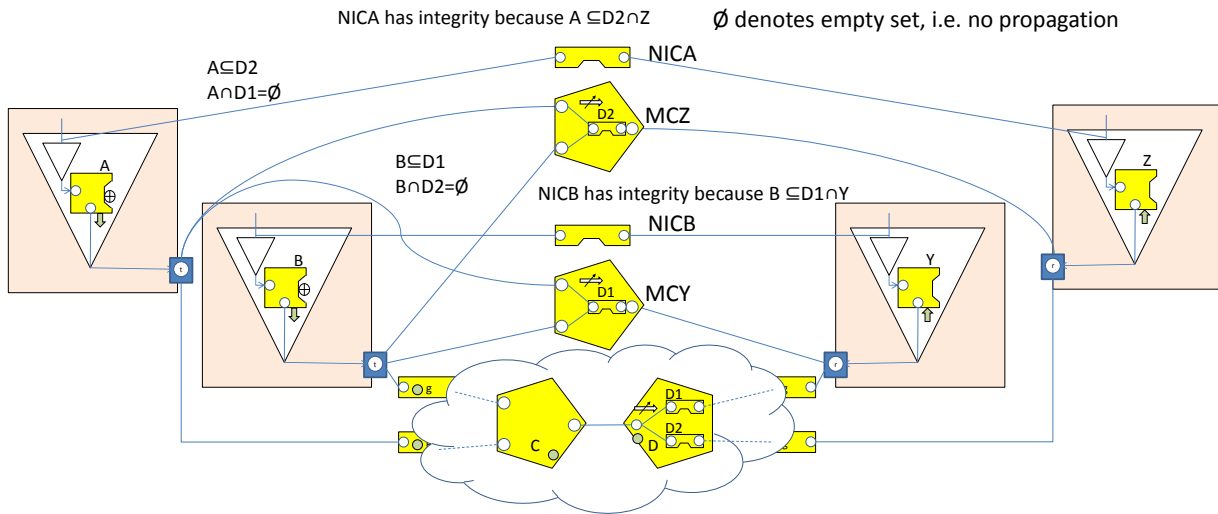 NICA has integrity because A ⊆D2∩Z
Ø denotes empty set, i.e. no propagation
NICA
A⊆D2
A∩D1=Ø
MCZ
D2
A
Z
B⊆D1
B∩D2=Ø
NICB has integrity because B ⊆D1∩Y
NICB
B
Y
t
r
D1
MCY
t
r
g
D1
D2
C
D